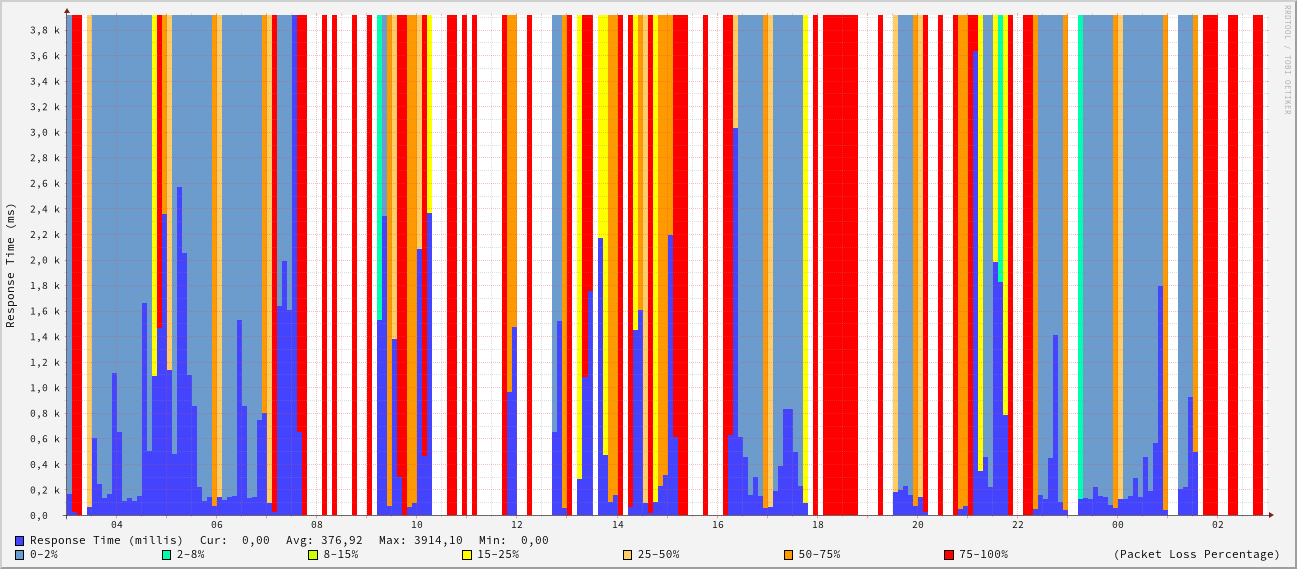 RRDTOOL / TOBI OETIKER
Response Time (ms)
3,8 k
3,6 k
3,4 k
3,2 k
3,0 k
2,8 k
2,6 k
2,4 k
2,2 k
2,0 k
1,8 k
1,6 k
1,4 k
1,2 k
1,0 k
0,8 k
0,6 k
0,4 k
0,2 k
0,0
04 06 08 10 12 14 16 18 20 22 00 02
Response Time (millis) Cur: 0,00 Avg: 376,92 Max: 3914,10 Min: 0,00
0-2% 2-8% 8-15% 15-25% 25-50% 50-75% 75-100% (Packet Loss Percentage)